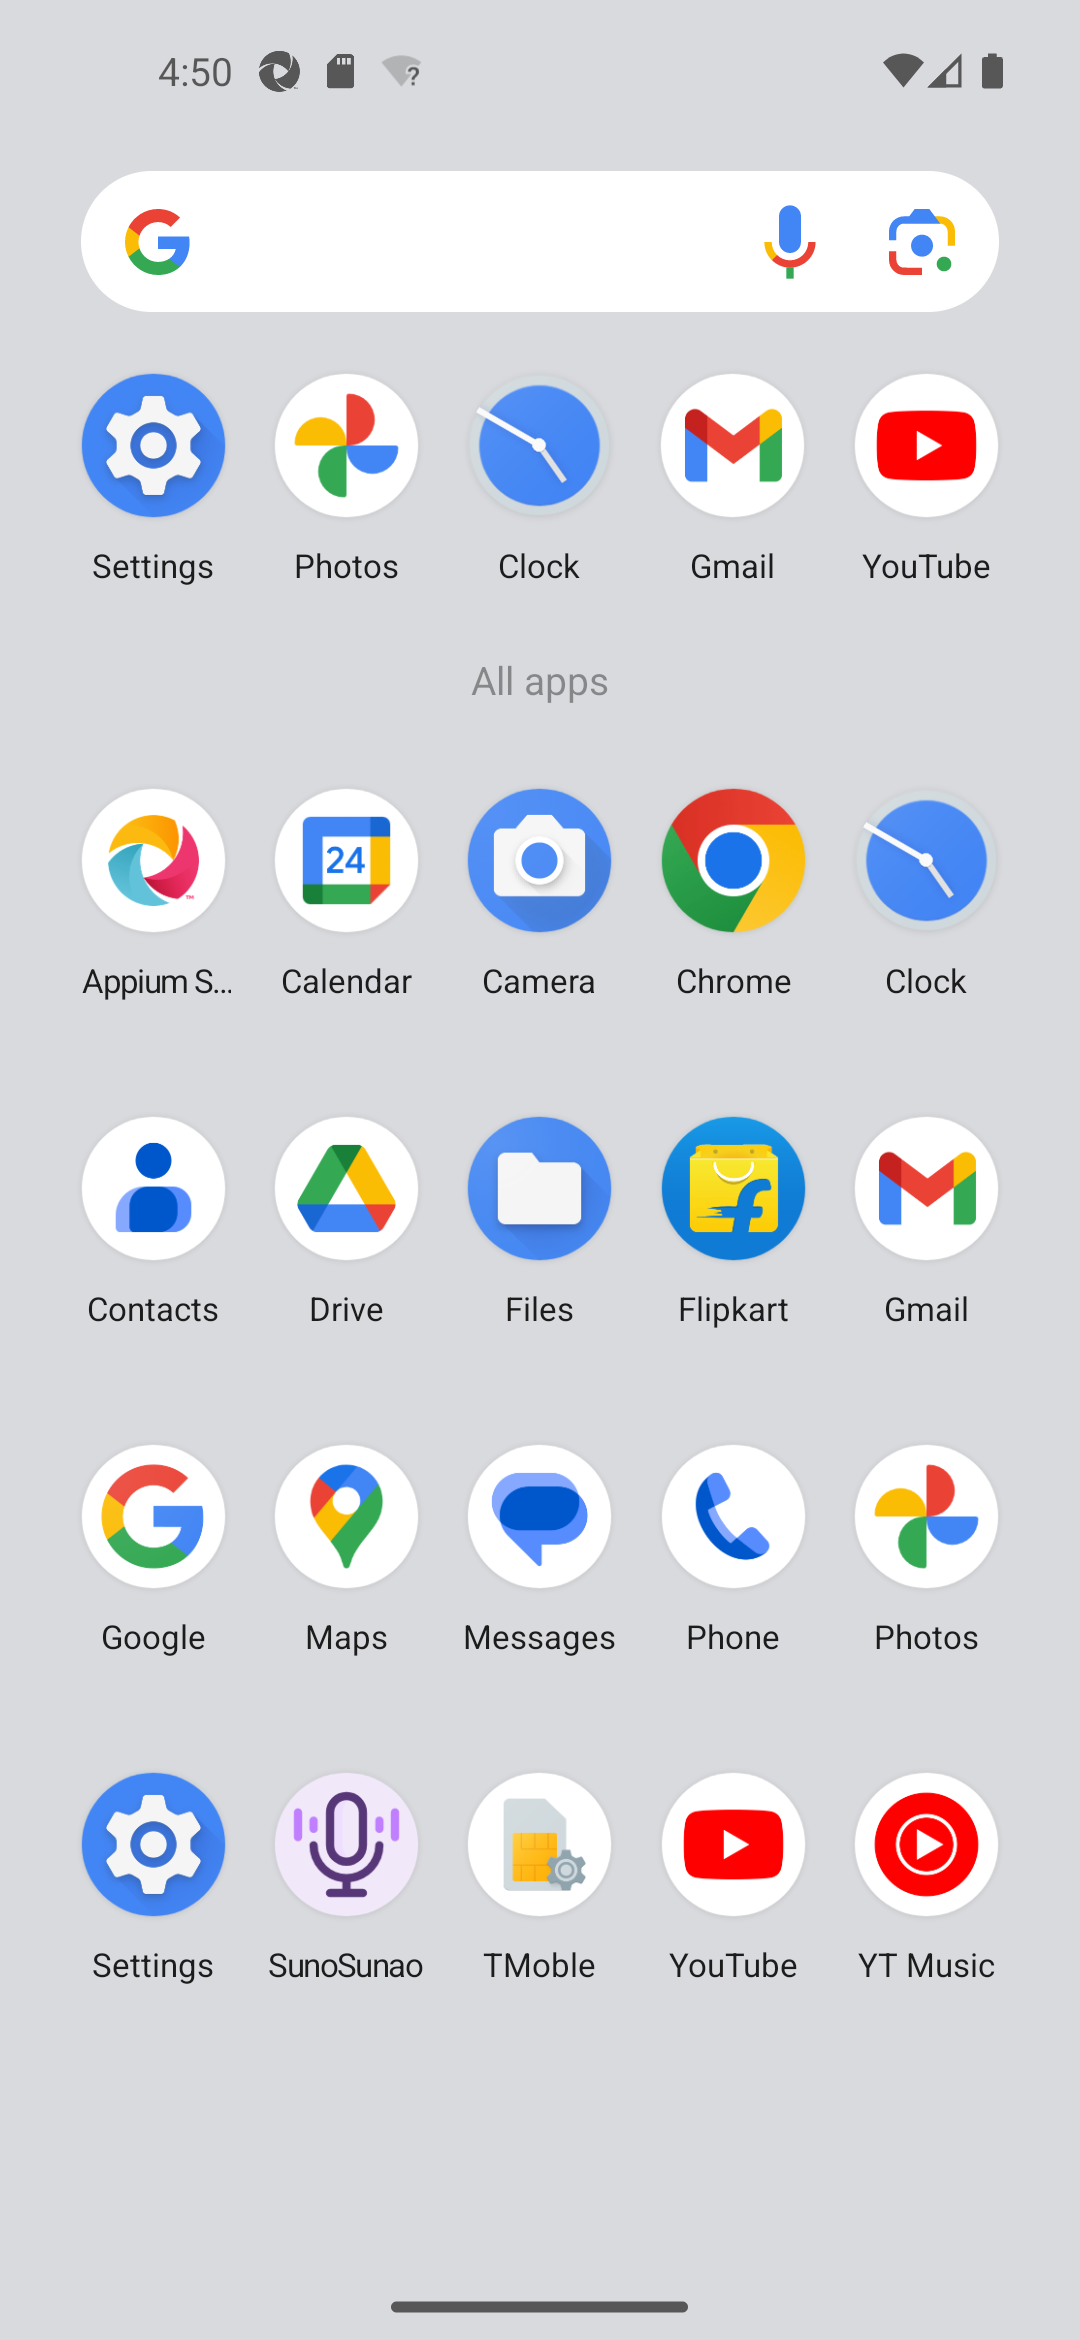 4:50
Settings Photos Clock Gmail YouTube
All apps
24
Appium S... Calendar Camera Chrome Clock
Contacts Drive Files Flipkart Gmail
Google Maps Messages Phone Photos
Settings SunoSunao TMoble YouTube YT Music